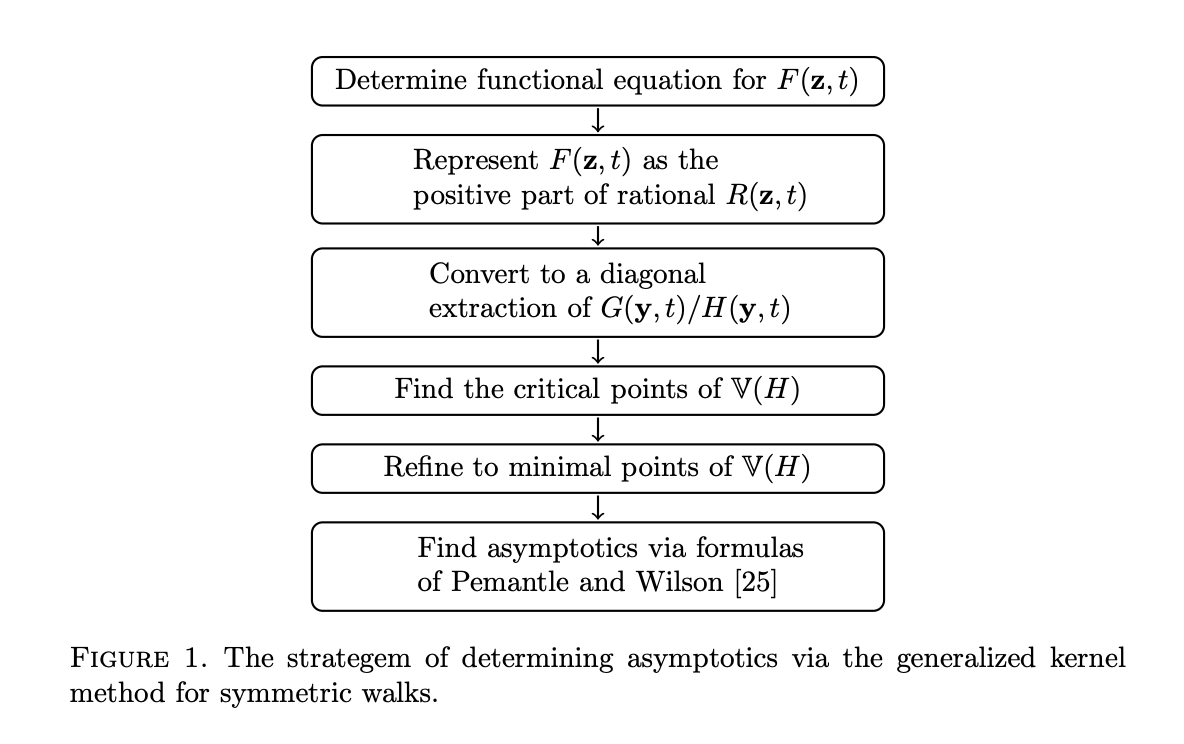 Determine functional equation for F(z, t)
Represent F(z, t) as the
positive part of rational R(z, t)
Convert to a diagonal
extraction of G(y, t)/H(y, t)
Find the critical points of 𝕍(H)
Refine to minimal points of 𝕍(H)
Find asymptotics via formulas
of Pemantle and Wilson [25]
FIGURE 1. The strategem of determining asymptotics via the generalized kernel
method for symmetric walks.